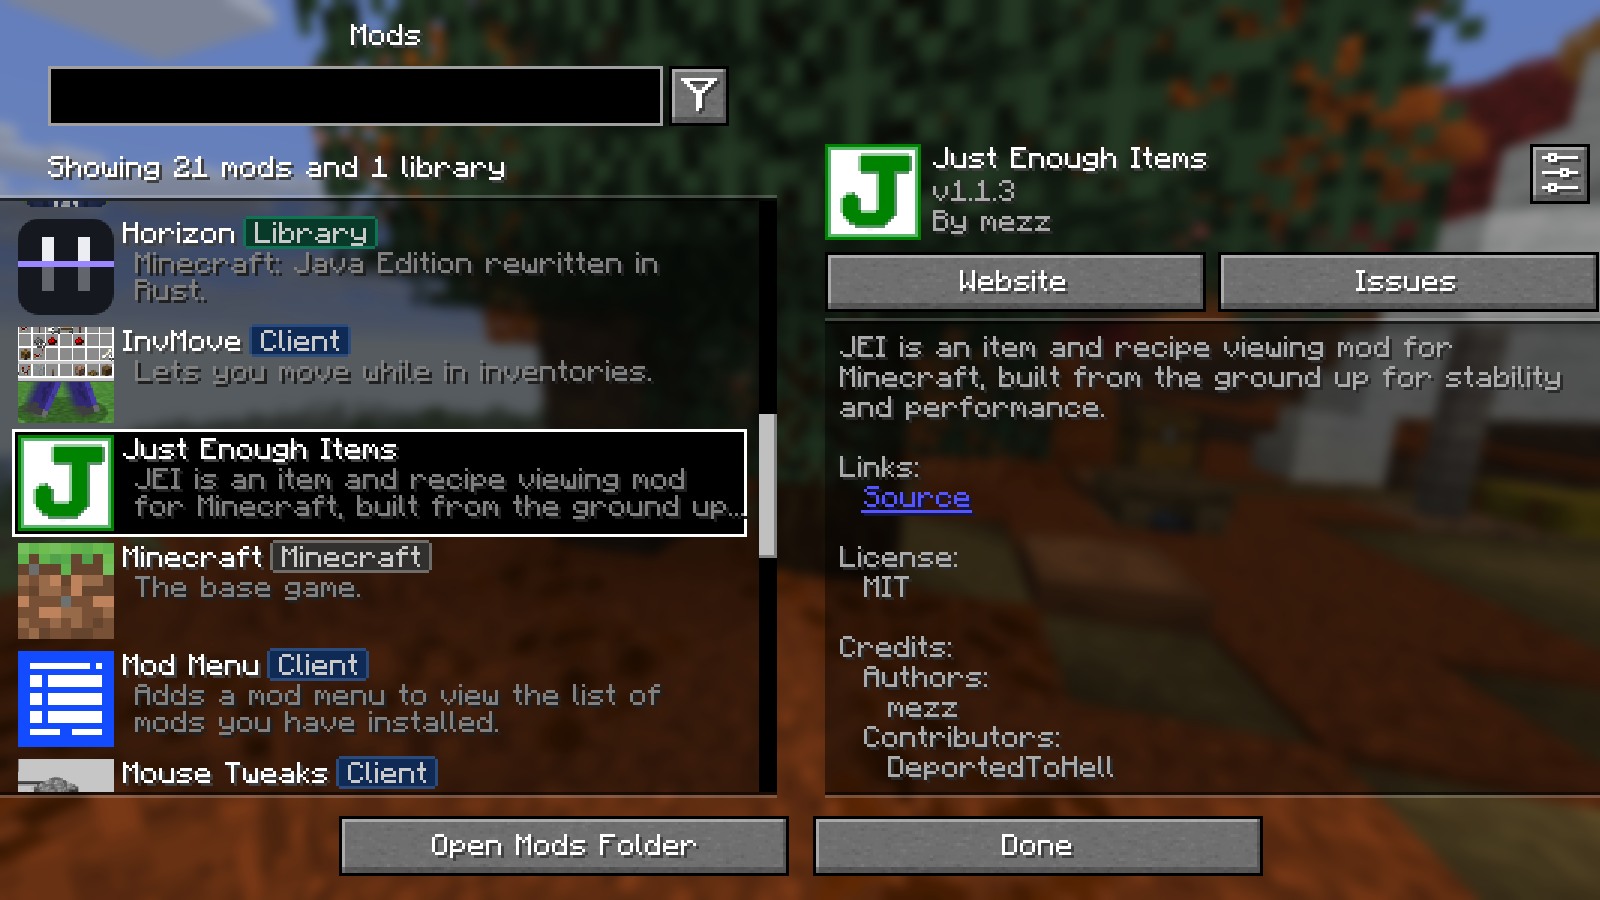 Mods
Showing 21 mods and 1 library
Horizon Library
Minecraft: Java Edition rewritten in
Rust.
InvMove Client
Lets you move while in inventories.
Just Enough Items
JEI is an item and recipe viewing mod
for Minecraft, built from the ground up...
Minecraft Minecraft
The base game.
Mod Menu Client
Adds a mod menu to view the list of
mods you have installed.
Mouse Tweaks Client
J
Just Enough Items
v1.1.3
By mezz
Website
Issues
JEI is an item and recipe viewing mod for
Minecraft, built from the ground up for stability
and performance.
Links:
Source
License:
MIT
Credits:
Authors:
mezz
Contributors:
DeportedToHell
Open Mods Folder
Done